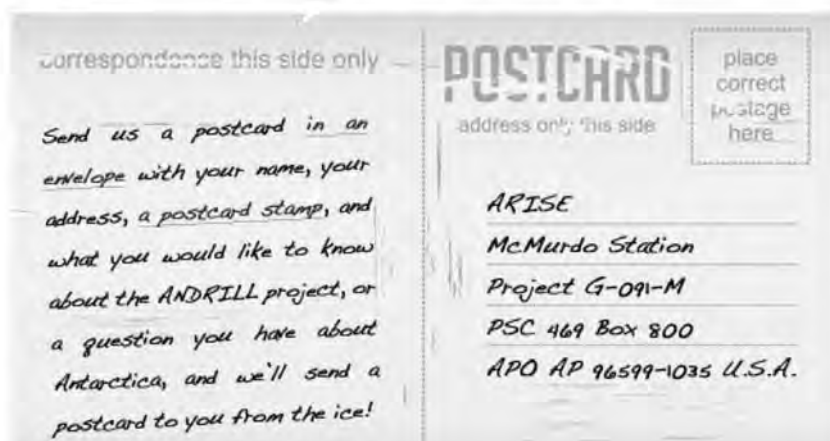 correspondence this side only
Send us a postcard in an
envelope with your name, your
address, a postcard stamp, and
what you would like to know
about the ANDRILL project, or
a question you have about
Antarctica, and we'll send a
postcard to you from the ice!
POSTCARD
address only this side
place
correct
postage
here
ARISE
McMurdo Station
Project G-091-M
PSC 469 Box 800
APO AP 96599-1035 U.S.A.